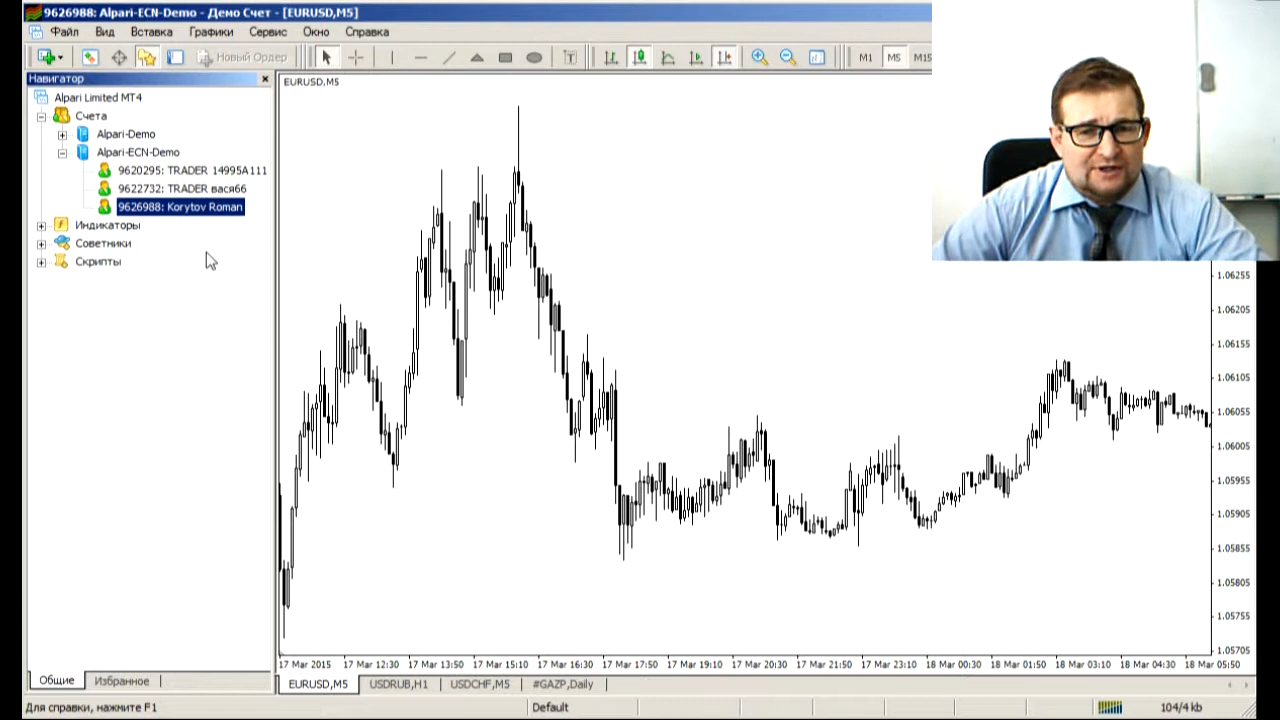 9626988: Alpari-ECN-Demo - Демо Счет - [EURUSD,M5]
Файл Вид Вставка Графики Сервис Окно Справка
Новый Ордер M1 M5 M15
Навигатор
Alpari Limited MT4
Счета
Alpari-Demo
Alpari-ECN-Demo
9620295: TRADER 14995A111
9622732: TRADER вася66
9626988: Korytov Roman
Индикаторы
Советники
Скрипты
Общие Избранное
EURUSD,M5
1.06255
1.06205
1.06155
1.06105
1.06055
1.06005
1.05955
1.05905
1.05855
1.05805
1.05755
1.05705
17 Mar 2015 17 Mar 12:30 17 Mar 13:50 17 Mar 15:10 17 Mar 16:30 17 Mar 17:50 17 Mar 19:10 17 Mar 20:30 17 Mar 21:50 17 Mar 23:10 18 Mar 00:30 18 Mar 01:50 18 Mar 03:10 18 Mar 04:30 18 Mar 05:50
EURUSD,M5 USDRUB,H1 USDCHF,M5 #GAZP,Daily
Для справки, нажмите F1 Default 104/4 kb